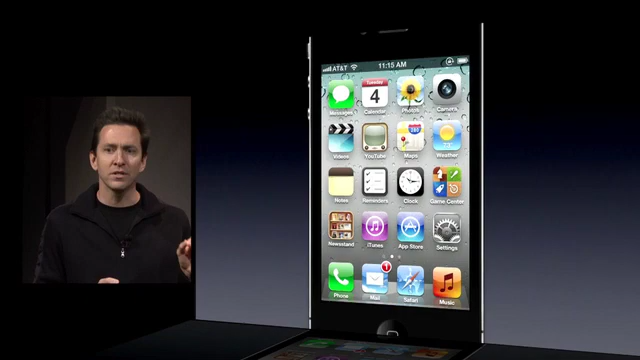 AT&T 11:15 AM
Tuesday
4
Messages Calendar Photos Camera
280
Videos YouTube Maps Weather
Notes Reminders Clock Game Center
Newsstand iTunes App Store Settings
1
Phone Mail Safari Music